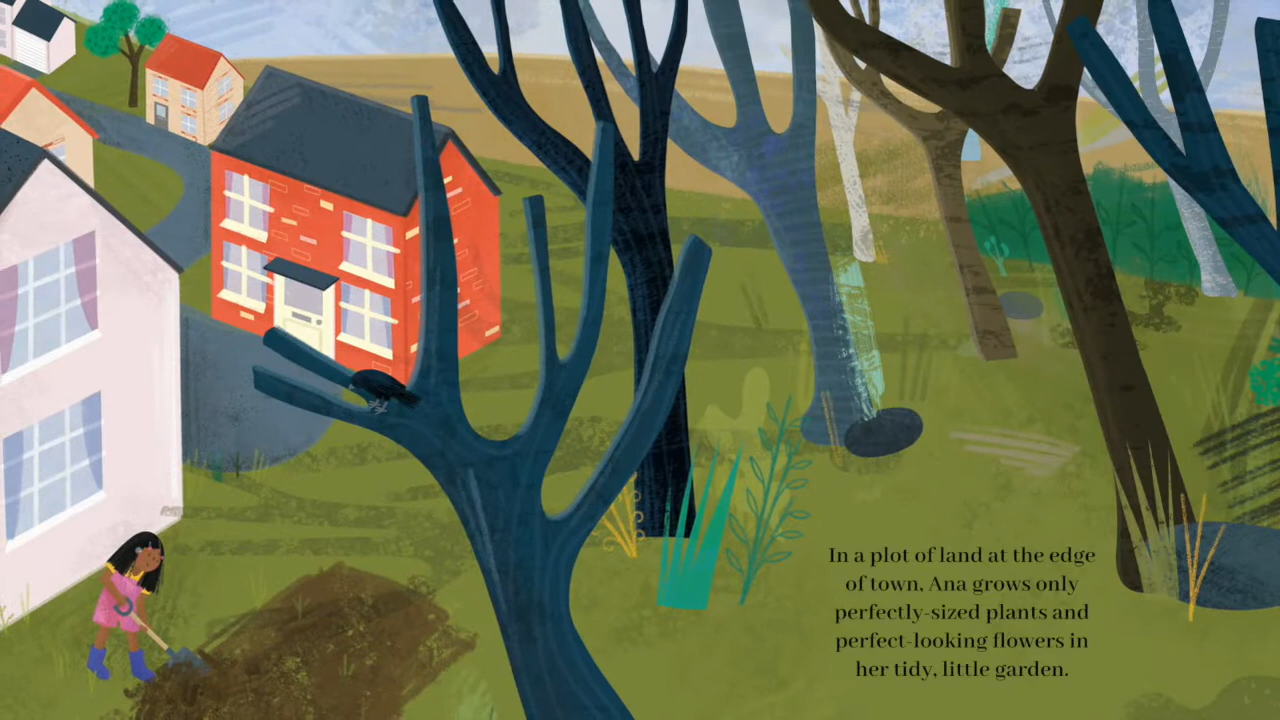 In a plot of land at the edge
of town, Ana grows only
perfectly-sized plants and
perfect-looking flowers in
her tidy, little garden.